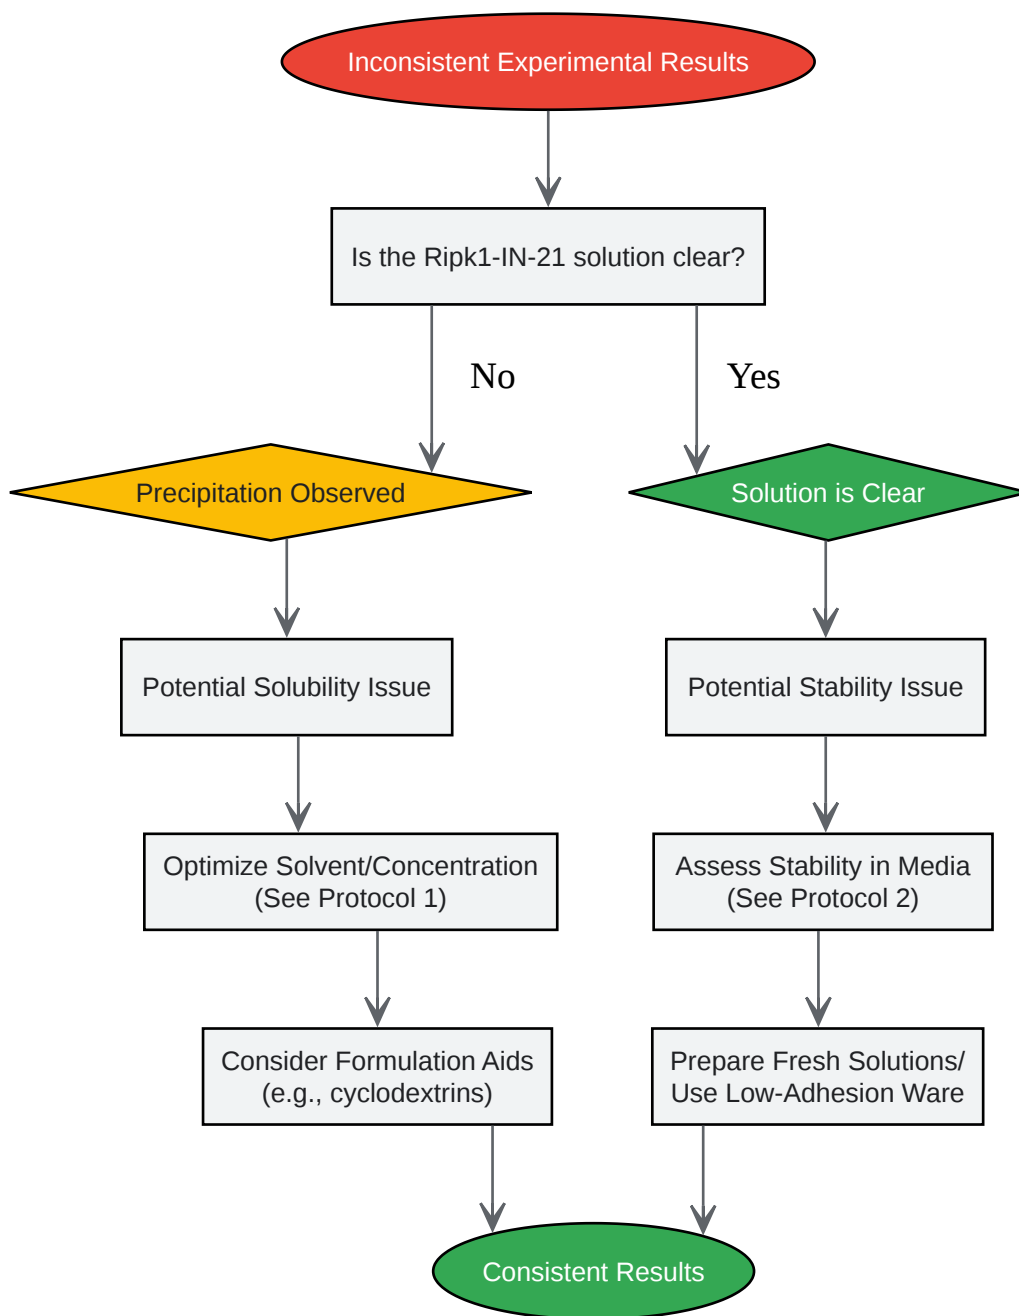 Inconsistent Experimental Results
Is the Ripk1-IN-21 solution clear?
No
Yes
Precipitation Observed
Solution is Clear
Potential Solubility Issue
Potential Stability Issue
Optimize Solvent/Concentration
(See Protocol 1)
Assess Stability in Media
(See Protocol 2)
Consider Formulation Aids
(e.g., cyclodextrins)
Prepare Fresh Solutions/
Use Low-Adhesion Ware
Consistent Results